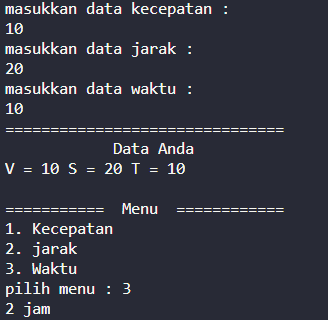 masukkan data kecepatan :
10
masukkan data jarak :
20
masukkan data waktu :
10
===============================
Data Anda
V = 10 S = 20 T = 10
=========== Menu ============
1. Kecepatan
2. jarak
3. Waktu
pilih menu : 3
2 jam